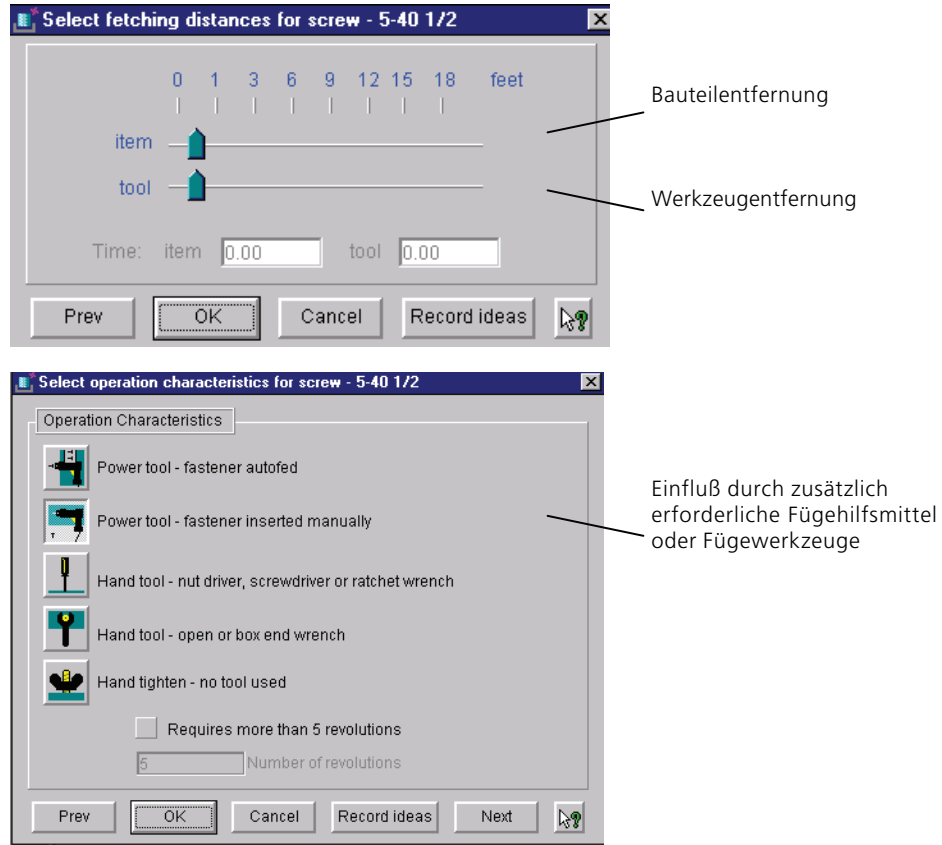 Select fetching distances for screw - 5-40 1/2
0 1 3 6 9 12 15 18 feet
item
tool
Time: item 0.00 tool 0.00
Prev OK Cancel Record ideas
Bauteilentfernung
Werkzeugentfernung
Select operation characteristics for screw - 5-40 1/2
Operation Characteristics
Power tool - fastener autofed
Power tool - fastener inserted manually
Hand tool - nut driver, screwdriver or ratchet wrench
Hand tool - open or box end wrench
Hand tighten - no tool used
Requires more than 5 revolutions
5 Number of revolutions
Prev OK Cancel Record ideas Next
Einfluß durch zusätzlich
erforderliche Fügehilfsmittel
oder Fügewerkzeuge